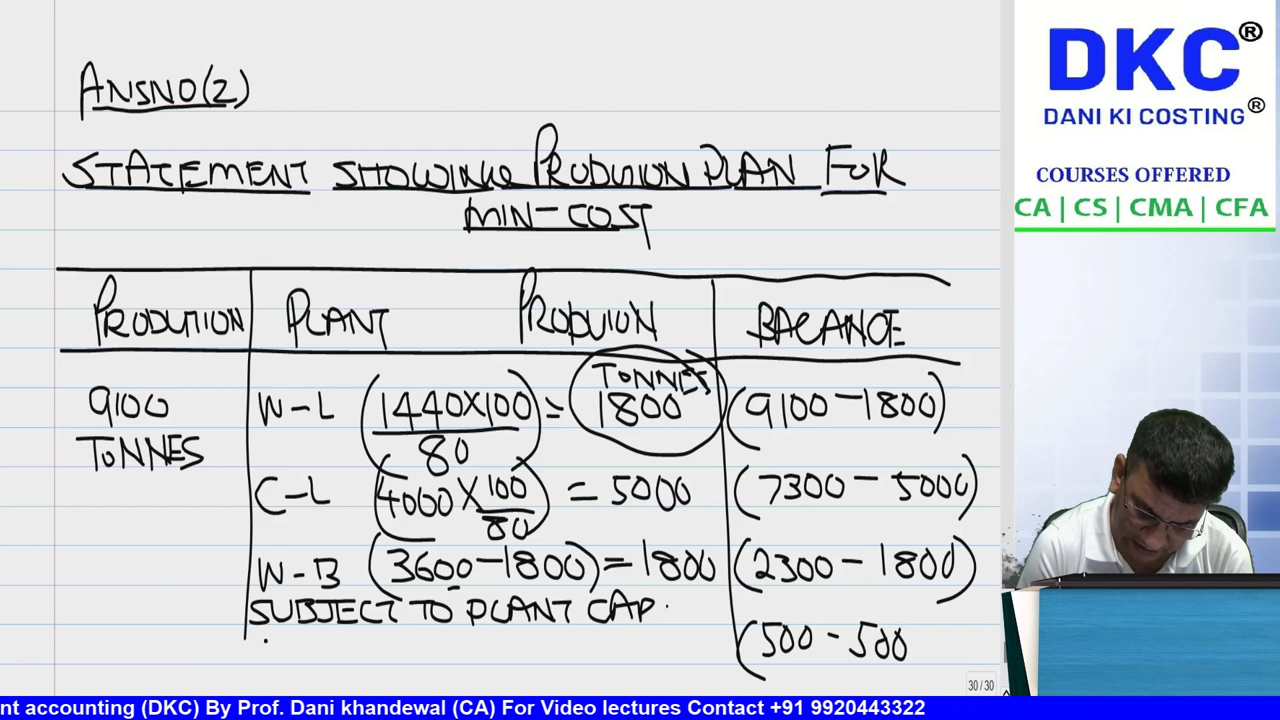 ANSNO(2)
STATEMENT SHOWING PRODUTION PLAN FOR
MIN-COST
PRODUTION PLANT PRODUION BALANCE
9100 TONNES
W-L (1440X100/80) = TONNES 1800 (9100-1800)
C-L (4000X100/80) = 5000 (7300-5000)
W-B (3600-1800) = 1800 (2300-1800)
SUBJECT TO PLANT CAP.
(500-500
30/30
DKC®
DANI KI COSTING®
COURSES OFFERED
CA | CS | CMA | CFA
nt accounting (DKC) By Prof. Dani khandewal (CA) For Video lectures Contact +91 9920443322